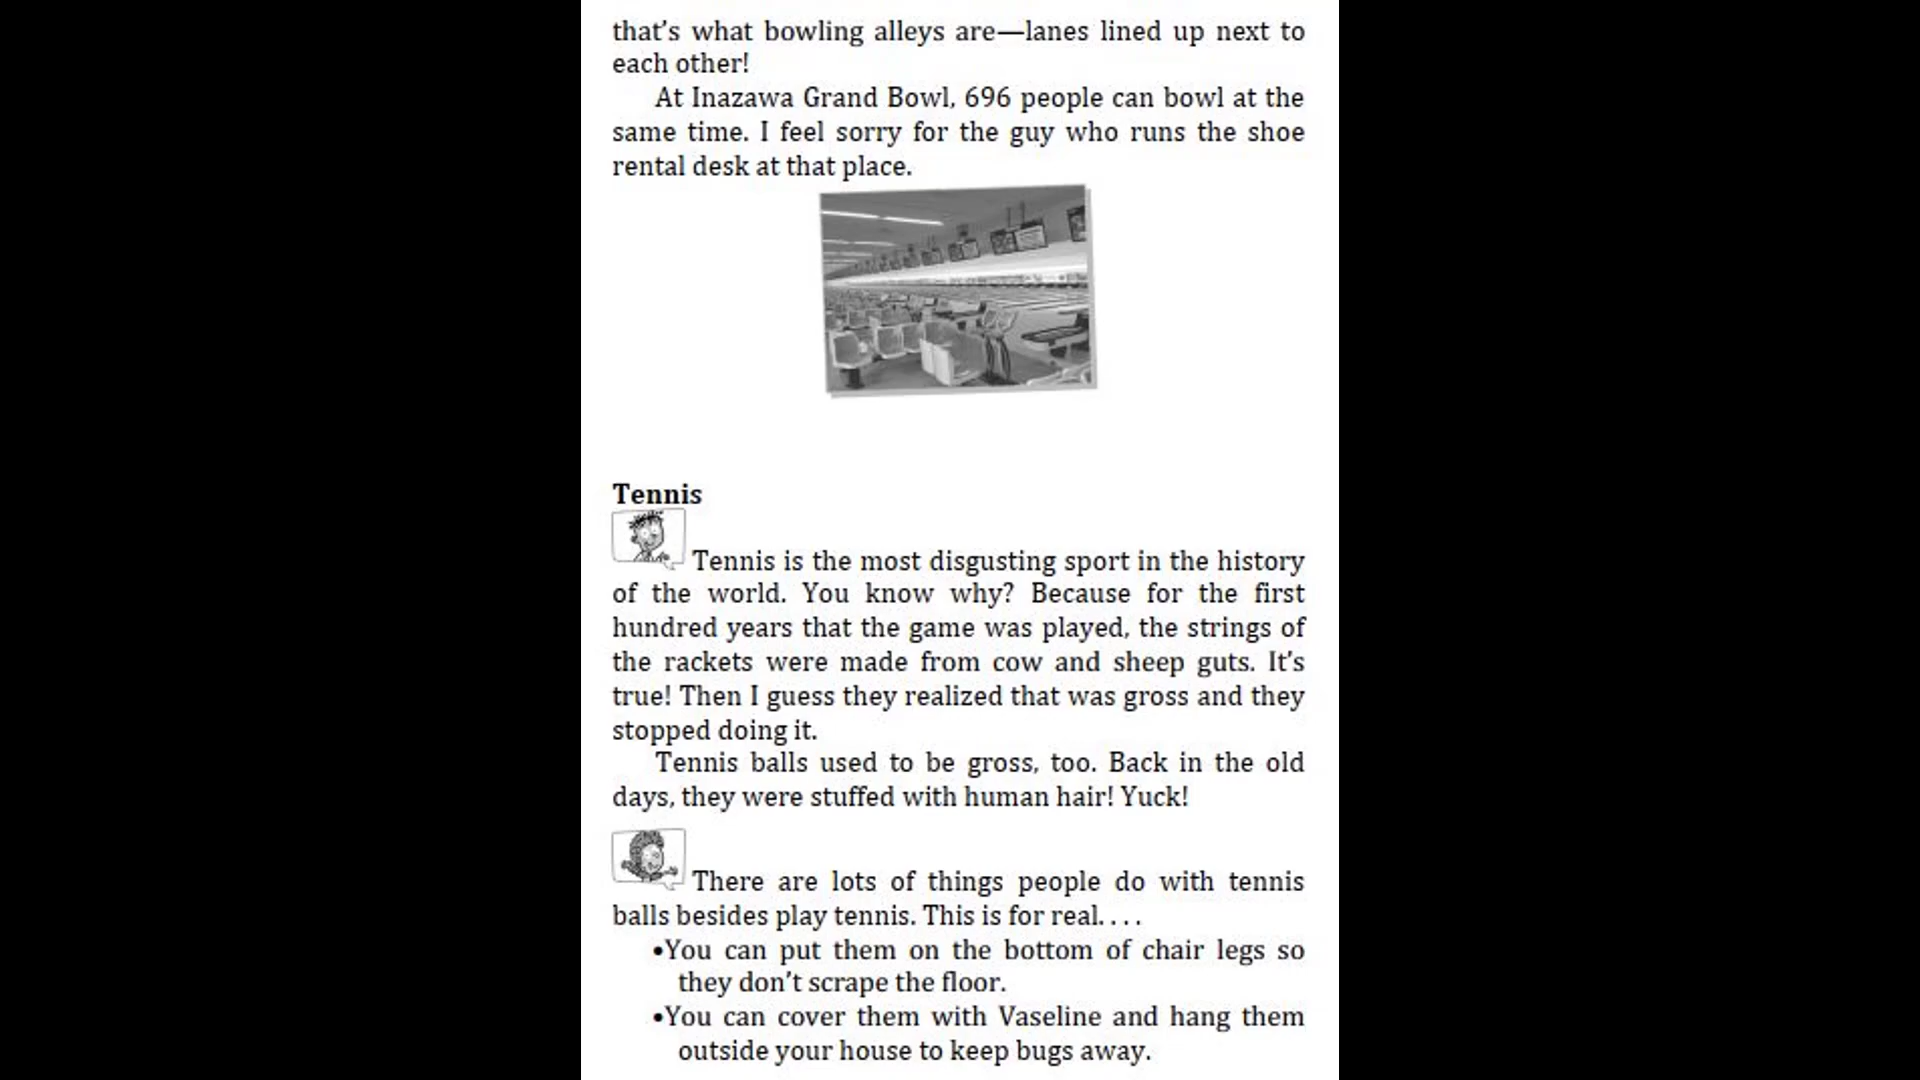 that’s what bowling alleys are—lanes lined up next to
each other!
At Inazawa Grand Bowl, 696 people can bowl at the
same time. I feel sorry for the guy who runs the shoe
rental desk at that place.
Tennis
Tennis is the most disgusting sport in the history
of the world. You know why? Because for the first
hundred years that the game was played, the strings of
the rackets were made from cow and sheep guts. It’s
true! Then I guess they realized that was gross and they
stopped doing it.
Tennis balls used to be gross, too. Back in the old
days, they were stuffed with human hair! Yuck!
There are lots of things people do with tennis
balls besides play tennis. This is for real. . . .
•You can put them on the bottom of chair legs so
they don’t scrape the floor.
•You can cover them with Vaseline and hang them
outside your house to keep bugs away.